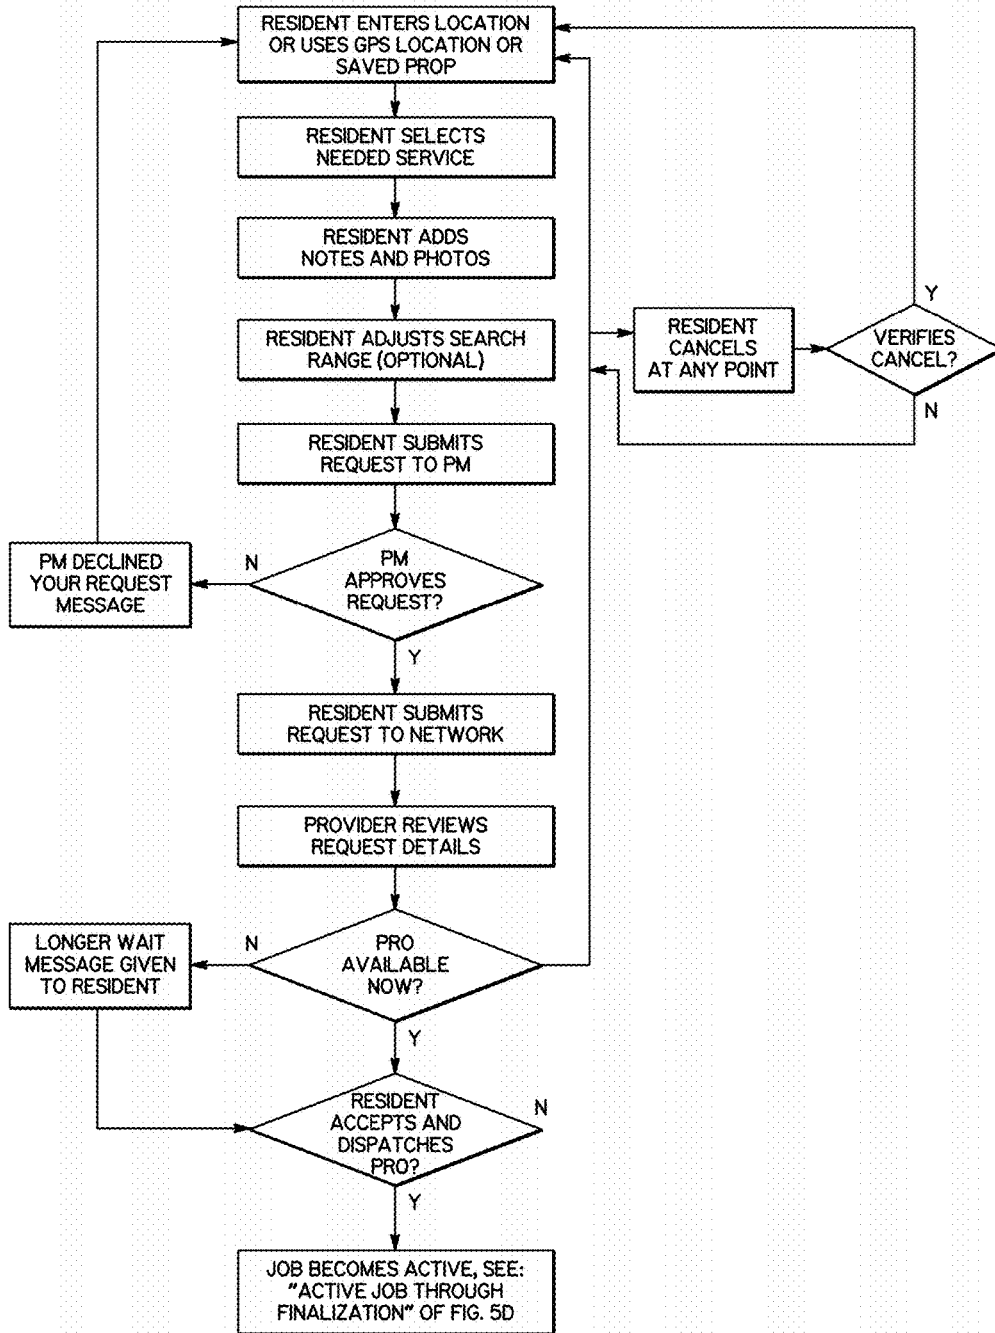 RESIDENT ENTERS LOCATION
OR USES GPS LOCATION OR
SAVED PROP
RESIDENT SELECTS
NEEDED SERVICE
RESIDENT ADDS
NOTES AND PHOTOS
RESIDENT ADJUSTS SEARCH
RANGE (OPTIONAL)
RESIDENT
CANCELS
AT ANY POINT
Y
VERIFIES
CANCEL?
N
RESIDENT SUBMITS
REQUEST TO PM
PM DECLINED
YOUR REQUEST
MESSAGE
N
PM
APPROVES
REQUEST?
Y
RESIDENT SUBMITS
REQUEST TO NETWORK
PROVIDER REVIEWS
REQUEST DETAILS
LONGER WAIT
MESSAGE GIVEN
TO RESIDENT
N
PRO
AVAILABLE
NOW?
Y
RESIDENT
ACCEPTS AND
DISPATCHES
PRO?
N
Y
JOB BECOMES ACTIVE, SEE:
"ACTIVE JOB THROUGH
FINALIZATION" OF FIG. 5D